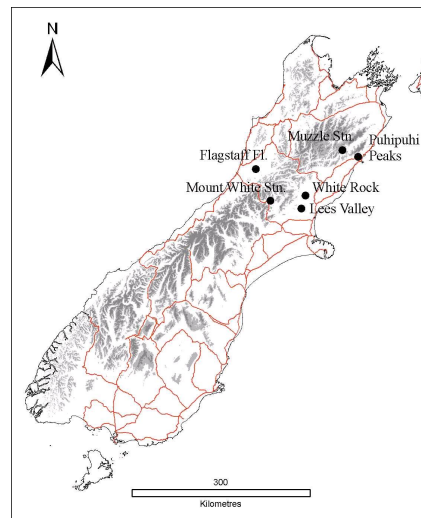 N
Muzzle Stn.
Puhipuhi
Peaks
Flagstaff Fl.
Mount White Stn.
White Rock
Lees Valley
300
Kilometres